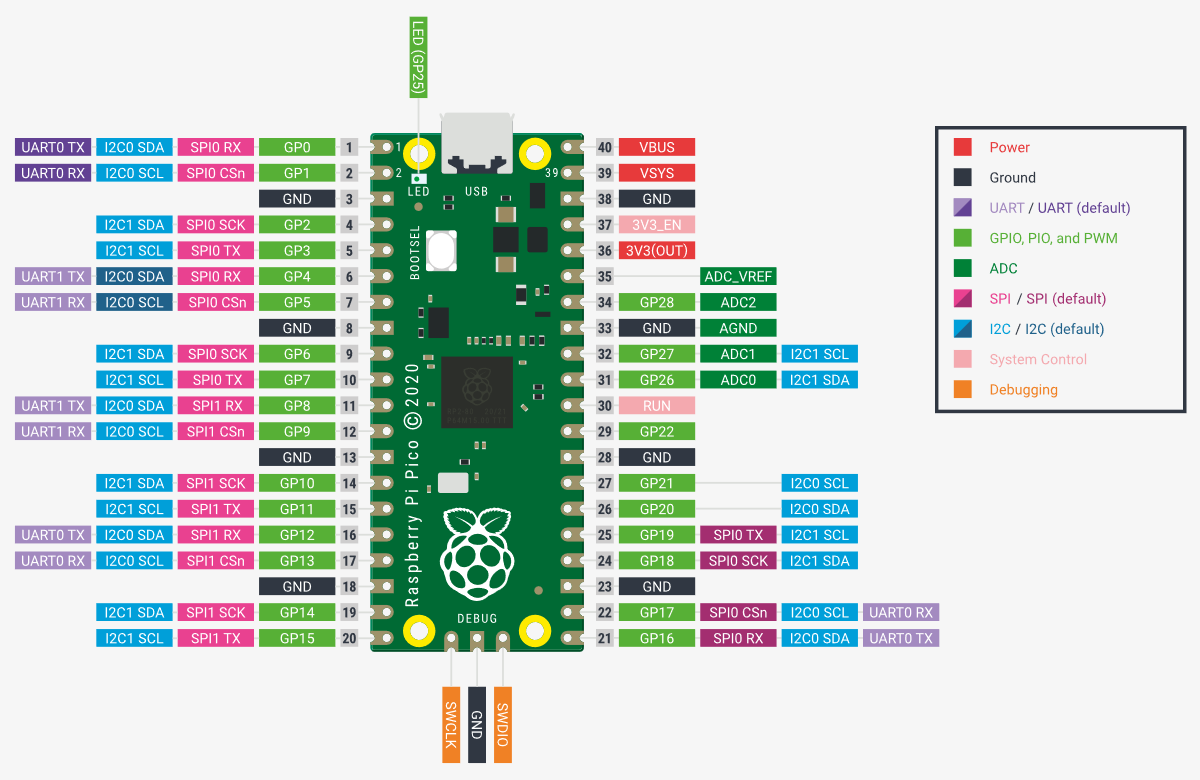 LED (GP25)
UART0 TX I2C0 SDA SPI0 RX GP0 1 1 40 VBUS
UART0 RX I2C0 SCL SPI0 CSn GP1 2 2 39 39 VSYS
LED USB
GND 3 38 GND
I2C1 SDA SPI0 SCK GP2 4 37 3V3_EN
I2C1 SCL SPI0 TX GP3 5 36 3V3(OUT)
BOOTSEL
UART1 TX I2C0 SDA SPI0 RX GP4 6 35 ADC_VREF
UART1 RX I2C0 SCL SPI0 CSn GP5 7 34 GP28 ADC2
GND 8 33 GND AGND
I2C1 SDA SPI0 SCK GP6 9 32 GP27 ADC1 I2C1 SCL
I2C1 SCL SPI0 TX GP7 10 31 GP26 ADC0 I2C1 SDA
UART1 TX I2C0 SDA SPI1 RX GP8 11 30 RUN
UART1 RX I2C0 SCL SPI1 CSn GP9 12 29 GP22
GND 13 28 GND
I2C1 SDA SPI1 SCK GP10 14 27 GP21 I2C0 SCL
I2C1 SCL SPI1 TX GP11 15 26 GP20 I2C0 SDA
UART0 TX I2C0 SDA SPI1 RX GP12 16 25 GP19 SPI0 TX I2C1 SCL
UART0 RX I2C0 SCL SPI1 CSn GP13 17 24 GP18 SPI0 SCK I2C1 SDA
GND 18 23 GND
I2C1 SDA SPI1 SCK GP14 19 22 GP17 SPI0 CSn I2C0 SCL UART0 RX
I2C1 SCL SPI1 TX GP15 20 21 GP16 SPI0 RX I2C0 SDA UART0 TX
Raspberry Pi Pico © 2020
DEBUG
SWCLK
GND
SWDIO
Power
Ground
UART / UART (default)
GPIO, PIO, and PWM
ADC
SPI / SPI (default)
I2C / I2C (default)
System Control
Debugging